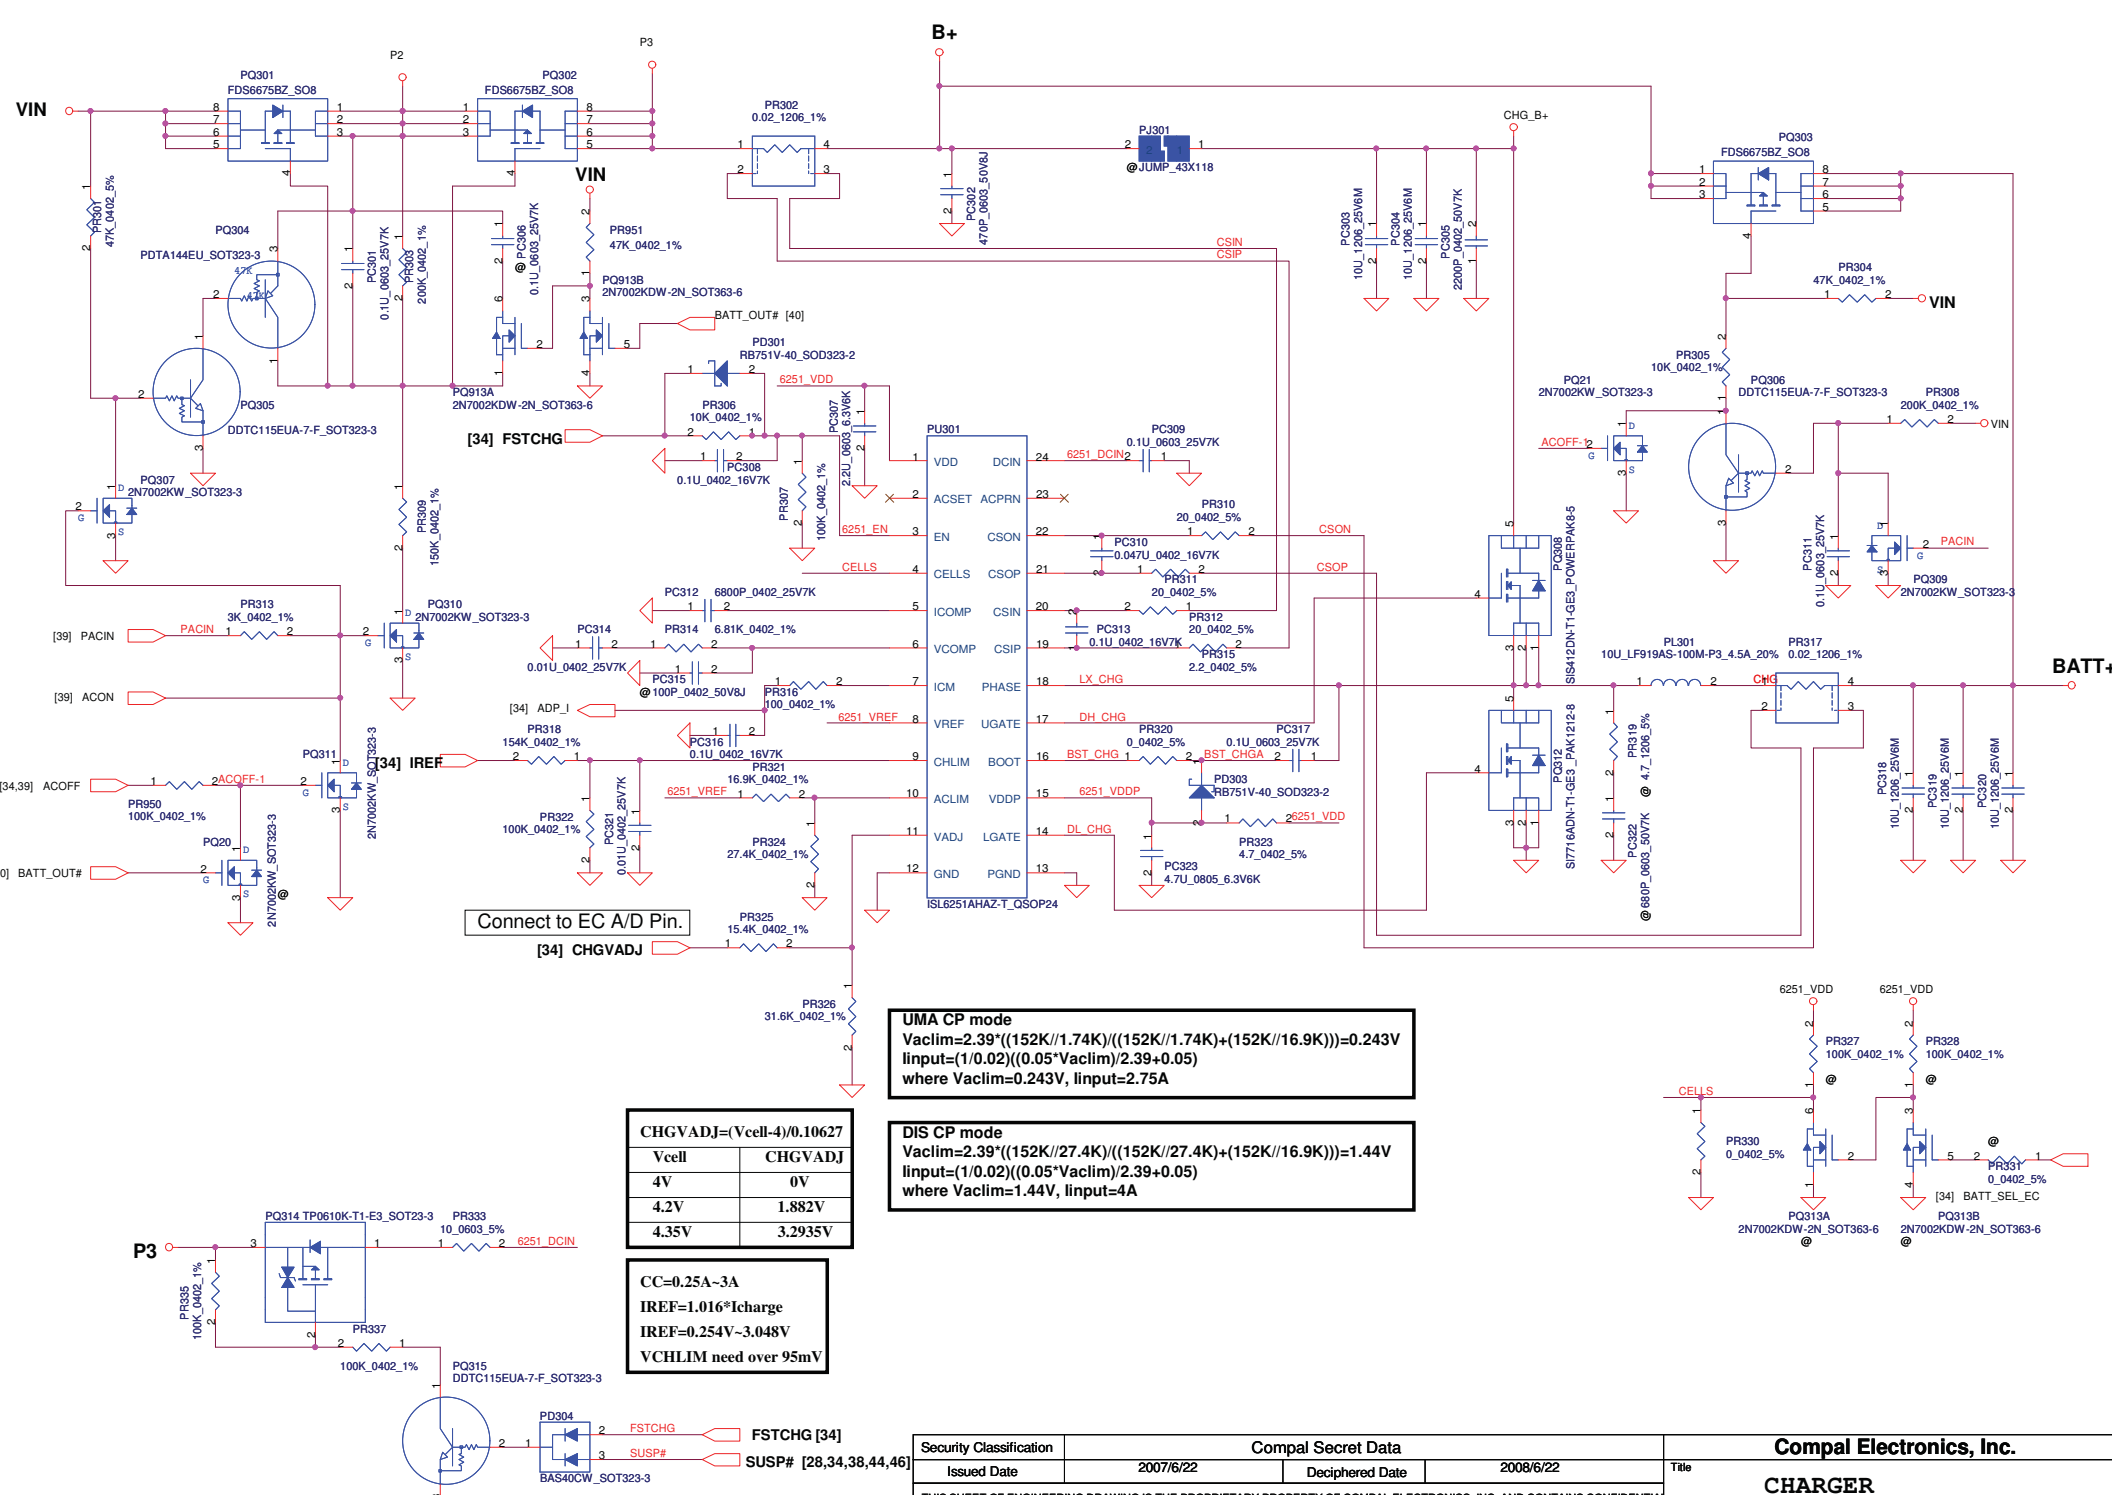 B+
P2
P3
PQ301
FDS6675BZ_SO8
PQ302
FDS6675BZ_SO8
PR302
0.02_1206_1%
CHG_B+
PJ301
@ JUMP_43X118
PQ303
FDS6675BZ_SO8
VIN
VIN
PR301
47K_0402_5%
PQ304
PDTA144EU_SOT323-3
47K
47K
PC301
0.1U_0603_25V7K
PR303
200K_0402_1%
@ PC306
0.1U_0603_25V7K
PR951
47K_0402_1%
PQ913B
2N7002KDW-2N_SOT363-6
BATT_OUT# [40]
PC302
470P_0603_50V8J
CSIN
CSIP
PC303
10U_1206_25V6M
PC304
10U_1206_25V6M
PC305
2200P_0402_50V7K
PR304
47K_0402_1%
VIN
PR305
10K_0402_1%
PQ305
DDTC115EUA-7-F_SOT323-3
PQ913A
2N7002KDW-2N_SOT363-6
PD301
RB751V-40_SOD323-2
6251_VDD
PR306
10K_0402_1%
[34] FSTCHG
PC307
2.2U_0603_6.3V6K
PC308
0.1U_0402_16V7K
PR307
100K_0402_1%
6251_EN
PQ21
2N7002KW_SOT323-3
ACOFF-1
PQ306
DDTC115EUA-7-F_SOT323-3
PR308
200K_0402_1%
VIN
PC311
0.1U_0603_25V7K
PACIN
PQ309
2N7002KW_SOT323-3
PQ307
2N7002KW_SOT323-3
PR309
150K_0402_1%
PU301
VDD DCIN
ACSET ACPRN
EN CSON
CELLS CSOP
ICOMP CSIN
VCOMP CSIP
ICM PHASE
VREF UGATE
CHLIM BOOT
ACLIM VDDP
VADJ LGATE
GND PGND
ISL6251AHAZ-T_QSOP24
6251_DCIN
PC309
0.1U_0603_25V7K
PR310
20_0402_5%
CSON
PC310
0.047U_0402_16V7K
CSOP
PR311
20_0402_5%
PR312
20_0402_5%
PC313
0.1U_0402_16V7K
PR315
2.2_0402_5%
LX_CHG
DH_CHG
BST_CHG
PR320
0_0402_5%
BST_CHGA
PC317
0.1U_0603_25V7K
PD303
RB751V-40_SOD323-2
6251_VDDP
PR323
4.7_0402_5%
6251_VDD
DL_CHG
PC323
4.7U_0805_6.3V6K
PQ308
SIS412DN-T1-GE3_POWERPAK8-5
PQ312
SI7716ADN-T1-GE3_PAK1212-8
PL301
10U_LF919AS-100M-P3_4.5A_20%
PR317
0.02_1206_1%
CHG
BATT+
PR319
@ 4.7_1206_5%
PC322
@ 680P_0603_50V7K
PC318
10U_1206_25V6M
PC319
10U_1206_25V6M
PC320
10U_1206_25V6M
CELLS
PC312
6800P_0402_25V7K
PC314
0.01U_0402_25V7K
PR314
6.81K_0402_1%
PC315
@ 100P_0402_50V8J
PR316
100_0402_1%
[34] ADP_I
6251_VREF
PC316
0.1U_0402_16V7K
PR318
154K_0402_1%
[34] IREF
PR321
16.9K_0402_1%
6251_VREF
PR322
100K_0402_1%
PC321
0.01U_0402_25V7K
PR324
27.4K_0402_1%
PR313
3K_0402_1%
[39] PACIN
PACIN
PQ310
2N7002KW_SOT323-3
[39] ACON
PQ311
2N7002KW_SOT323-3
[34,39] ACOFF
ACOFF-1
PR950
100K_0402_1%
PQ20
2N7002KW_SOT323-3
@
0] BATT_OUT#
Connect to EC A/D Pin.
[34] CHGVADJ
PR325
15.4K_0402_1%
PR326
31.6K_0402_1%
UMA CP mode
Vaclim=2.39*((152K//1.74K)/((152K//1.74K)+(152K//16.9K)))=0.243V
Iinput=(1/0.02)((0.05*Vaclim)/2.39+0.05)
where Vaclim=0.243V, Iinput=2.75A
DIS CP mode
Vaclim=2.39*((152K//27.4K)/((152K//27.4K)+(152K//16.9K)))=1.44V
Iinput=(1/0.02)((0.05*Vaclim)/2.39+0.05)
where Vaclim=1.44V, Iinput=4A
CHGVADJ=(Vcell-4)/0.10627
Vcell CHGVADJ
4V 0V
4.2V 1.882V
4.35V 3.2935V
CC=0.25A~3A
IREF=1.016*Icharge
IREF=0.254V~3.048V
VCHLIM need over 95mV
6251_VDD
6251_VDD
PR327
100K_0402_1%
@
PR328
100K_0402_1%
@
CELLS
PR330
0_0402_5%
@
PR331
0_0402_5%
[34] BATT_SEL_EC
PQ313A
2N7002KDW-2N_SOT363-6
@
PQ313B
2N7002KDW-2N_SOT363-6
@
P3
PQ314 TP0610K-T1-E3_SOT23-3
PR333
10_0603_5%
6251_DCIN
PR335
100K_0402_1%
PR337
100K_0402_1%
PQ315
DDTC115EUA-7-F_SOT323-3
PD304
BAS40CW_SOT323-3
FSTCHG
FSTCHG [34]
SUSP#
SUSP# [28,34,38,44,46]
Security Classification
Compal Secret Data
Compal Electronics, Inc.
Issued Date
2007/6/22
Deciphered Date
2008/6/22
Title
CHARGER